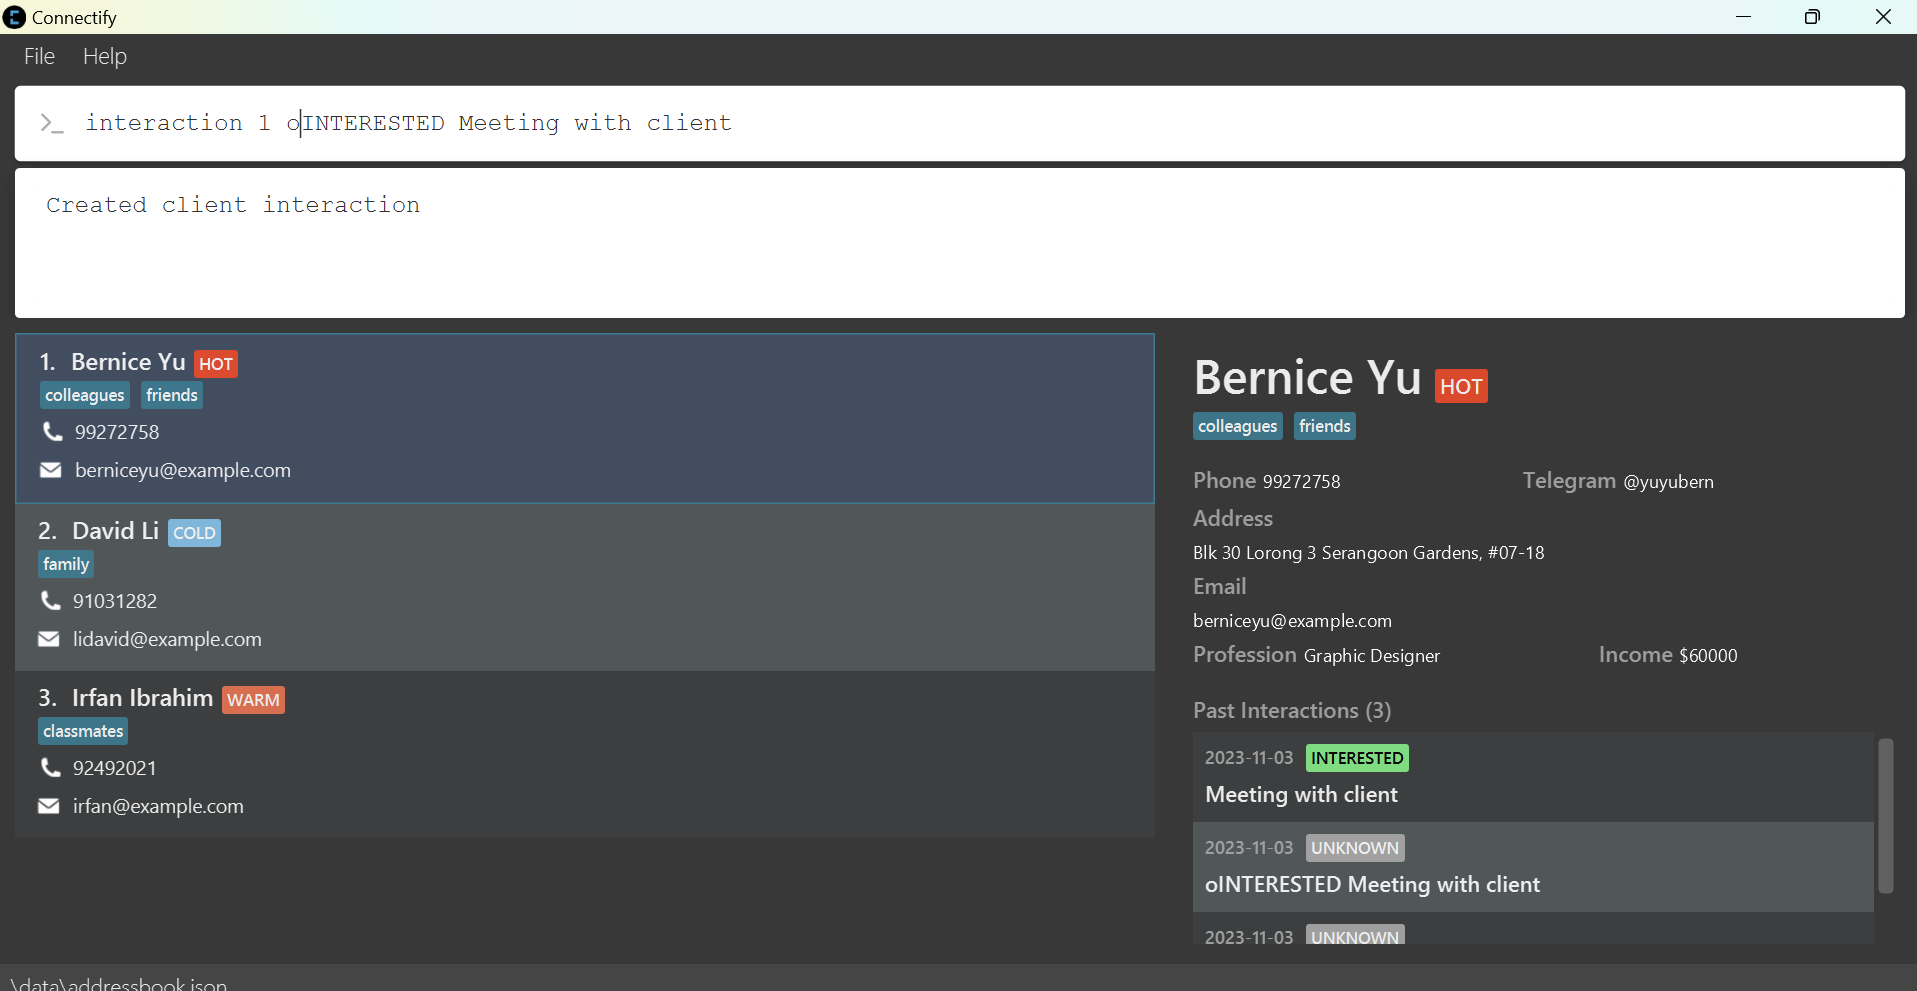 Connectify
File Help
>_ interaction 1 oINTERESTED Meeting with client
Created client interaction
1. Bernice Yu HOT
colleagues friends
99272758
berniceyu@example.com
2. David Li COLD
family
91031282
lidavid@example.com
3. Irfan Ibrahim WARM
classmates
92492021
irfan@example.com
Bernice Yu HOT
colleagues friends
Phone 99272758 Telegram @yuyubern
Address
Blk 30 Lorong 3 Serangoon Gardens, #07-18
Email
berniceyu@example.com
Profession Graphic Designer Income $60000
Past Interactions (3)
2023-11-03 INTERESTED
Meeting with client
2023-11-03 UNKNOWN
oINTERESTED Meeting with client
2023-11-03 UNKNOWN
\data\addressbook.json